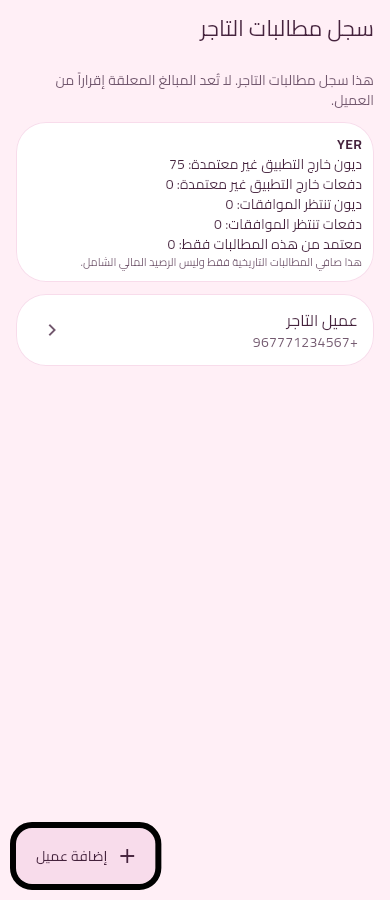 سجل مطالبات التاجر
هذا سجل مطالبات التاجر. لا تُعد المبالغ المعلقة إقراراً من
العميل.
YER
ديون خارج التطبيق غير معتمدة: 75
دفعات خارج التطبيق غير معتمدة: 0
ديون تنتظر الموافقات: 0
دفعات تنتظر الموافقات: 0
معتمد من هذه المطالبات فقط: 0
هذا صافي المطالبات التاريخية فقط وليس الرصيد المالي الشامل.
عميل التاجر
967771234567+
إضافة عميل